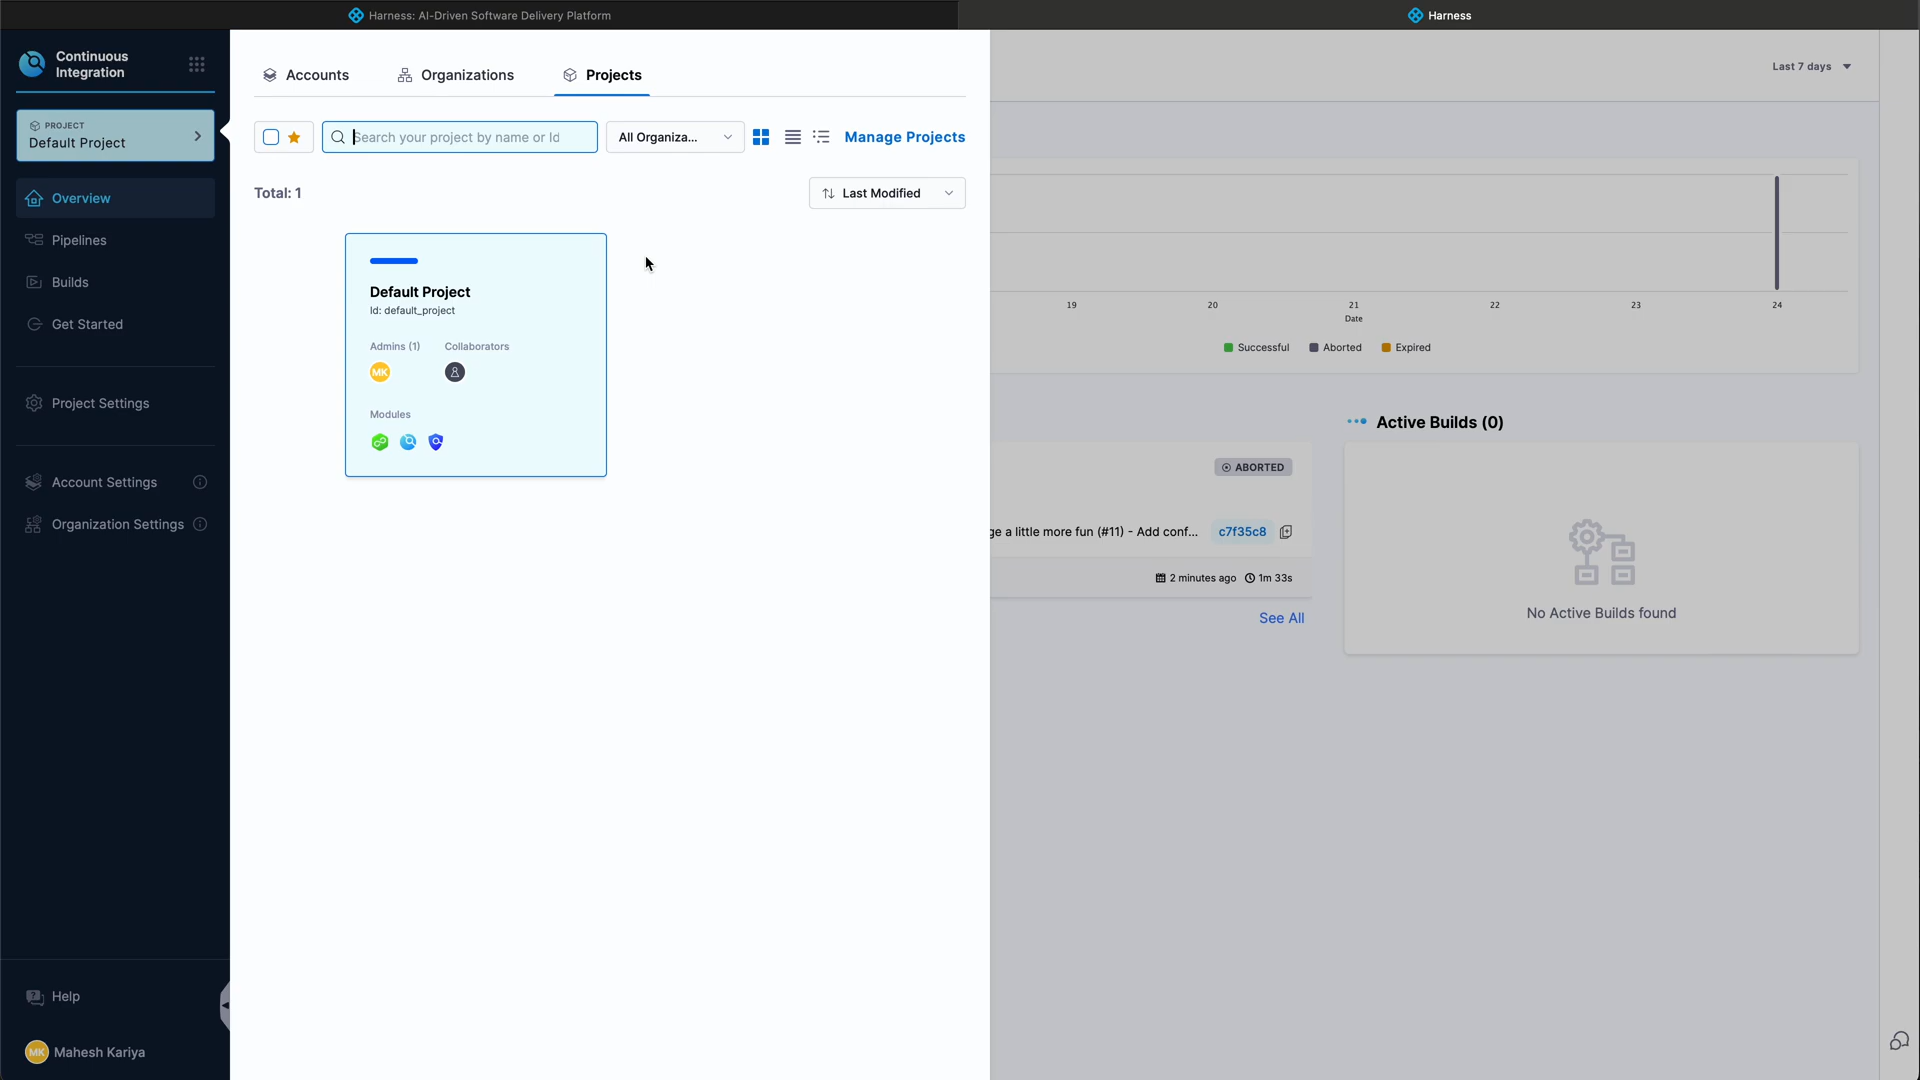 Harness: AI-Driven Software Delivery Platform
Harness
Continuous
Integration
PROJECT
Default Project
Overview
Pipelines
Builds
Get Started
Project Settings
Account Settings
Organization Settings
Help
MK
Mahesh Kariya
Accounts
Organizations
Projects
Search your project by name or Id
All Organiza...
Manage Projects
Total: 1
Last Modified
Default Project
Id: default_project
Admins (1)
Collaborators
MK
Modules
Last 7 days
19
20
21
22
23
24
Date
Successful
Aborted
Expired
ABORTED
ge a little more fun (#11) - Add conf...
c7f35c8
2 minutes ago
1m 33s
See All
Active Builds (0)
No Active Builds found